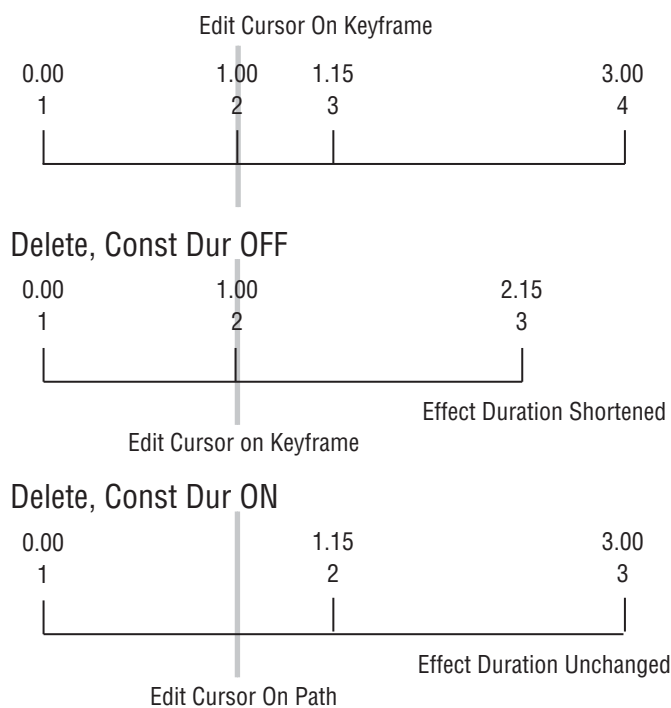 Edit Cursor On Keyframe
0.00 1.00 1.15 3.00
1 2 3 4
Delete, Const Dur OFF
0.00 1.00 2.15
1 2 3
Effect Duration Shortened
Edit Cursor on Keyframe
Delete, Const Dur ON
0.00 1.15 3.00
1 2 3
Effect Duration Unchanged
Edit Cursor On Path